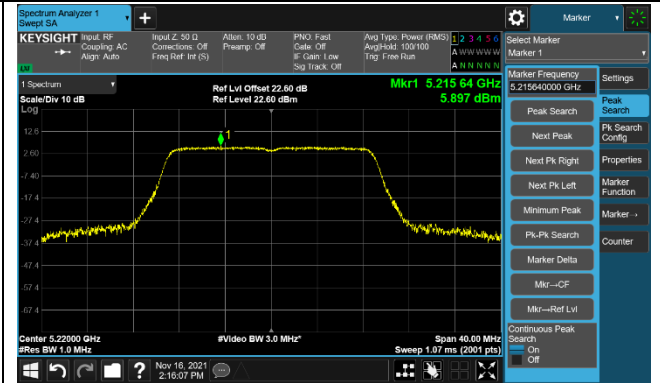 Spectrum Analyzer 1
Swept SA
+
Marker
KEYSIGHT Input: RF
Coupling: AC
Align: Auto
Input Z: 50 Ω
Corrections: Off
Freq Ref: Int (S)
Atten: 10 dB
Preamp: Off
PNO: Fast
Gate: Off
IF Gain: Low
Sig Track: Off
Avg Type: Power (RMS)
Avg|Hold: 100/100
Trig: Free Run
1 2 3 4 5 6
A W W W W W
A N N N N N
LXI
Select Marker
Marker 1
1 Spectrum
Scale/Div 10 dB
Log
Ref Lvl Offset 22.60 dB
Ref Level 22.60 dBm
Mkr1 5.215 64 GHz
5.897 dBm
1
12.6
2.60
-7.40
-17.4
-27.4
-37.4
-47.4
-57.4
-67.4
Center 5.22000 GHz
#Res BW 1.0 MHz
#Video BW 3.0 MHz*
Span 40.00 MHz
Sweep 1.07 ms (2001 pts)
Marker Frequency
5.215640000 GHz
Peak Search
Next Peak
Next Pk Right
Next Pk Left
Minimum Peak
Pk-Pk Search
Marker Delta
Mkr→CF
Mkr→Ref Lvl
Continuous Peak
Search
On
Off
Settings
Peak
Search
Pk Search
Config
Properties
Marker
Function
Marker→
Counter
?
Nov 16, 2021
2:16:07 PM